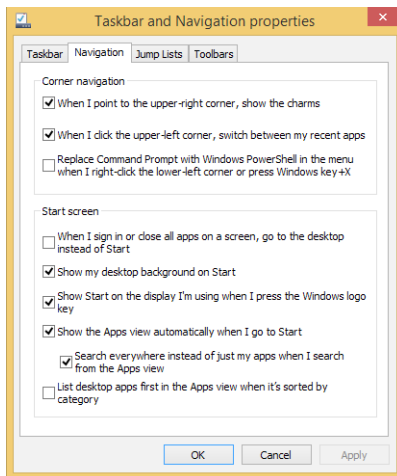 Taskbar and Navigation properties
Taskbar Navigation Jump Lists Toolbars
Corner navigation
When I point to the upper-right corner, show the charms
When I click the upper-left corner, switch between my recent apps
Replace Command Prompt with Windows PowerShell in the menu
when I right-click the lower-left corner or press Windows key+X
Start screen
When I sign in or close all apps on a screen, go to the desktop
instead of Start
Show my desktop background on Start
Show Start on the display I'm using when I press the Windows logo
key
Show the Apps view automatically when I go to Start
Search everywhere instead of just my apps when I search
from the Apps view
List desktop apps first in the Apps view when it's sorted by
category
OK Cancel Apply